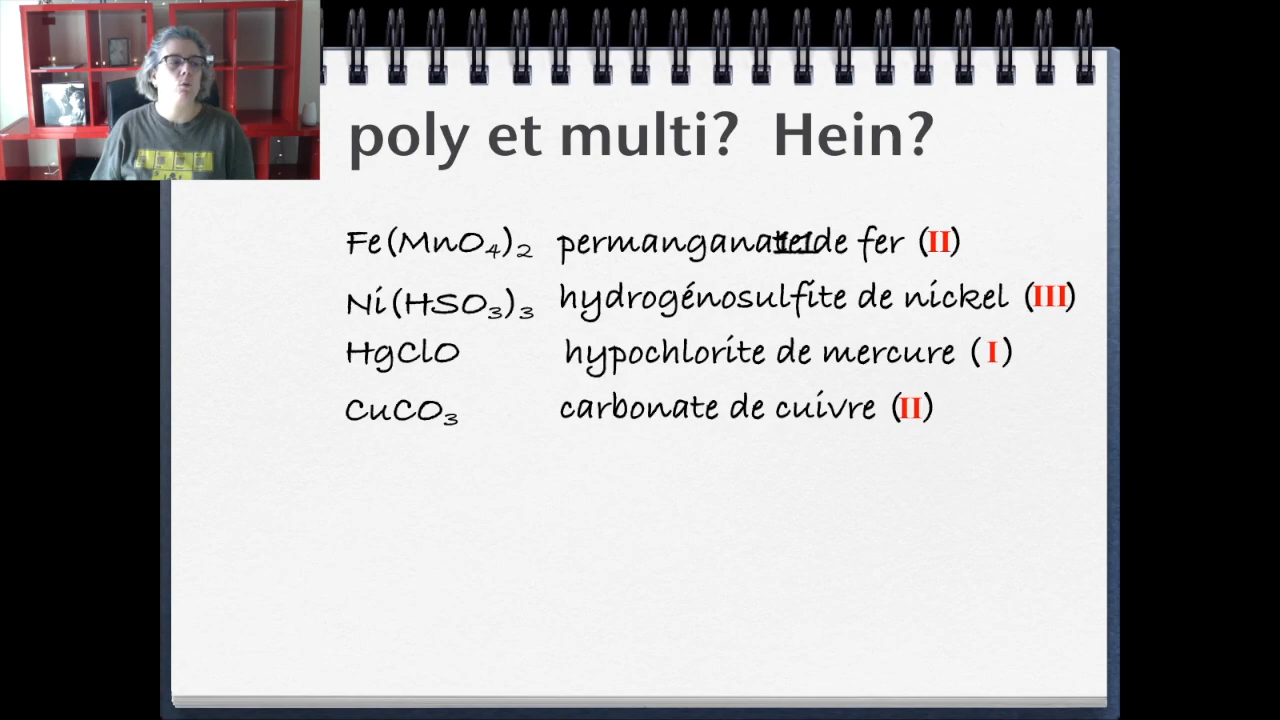 poly et multi? Hein?
Fe(MnO₄)₂ permanganate de fer (II)
Ni(HSO₃)₃ hydrogénosulfite de nickel (III)
HgClO hypochlorite de mercure (I)
CuCO₃ carbonate de cuivre (II)